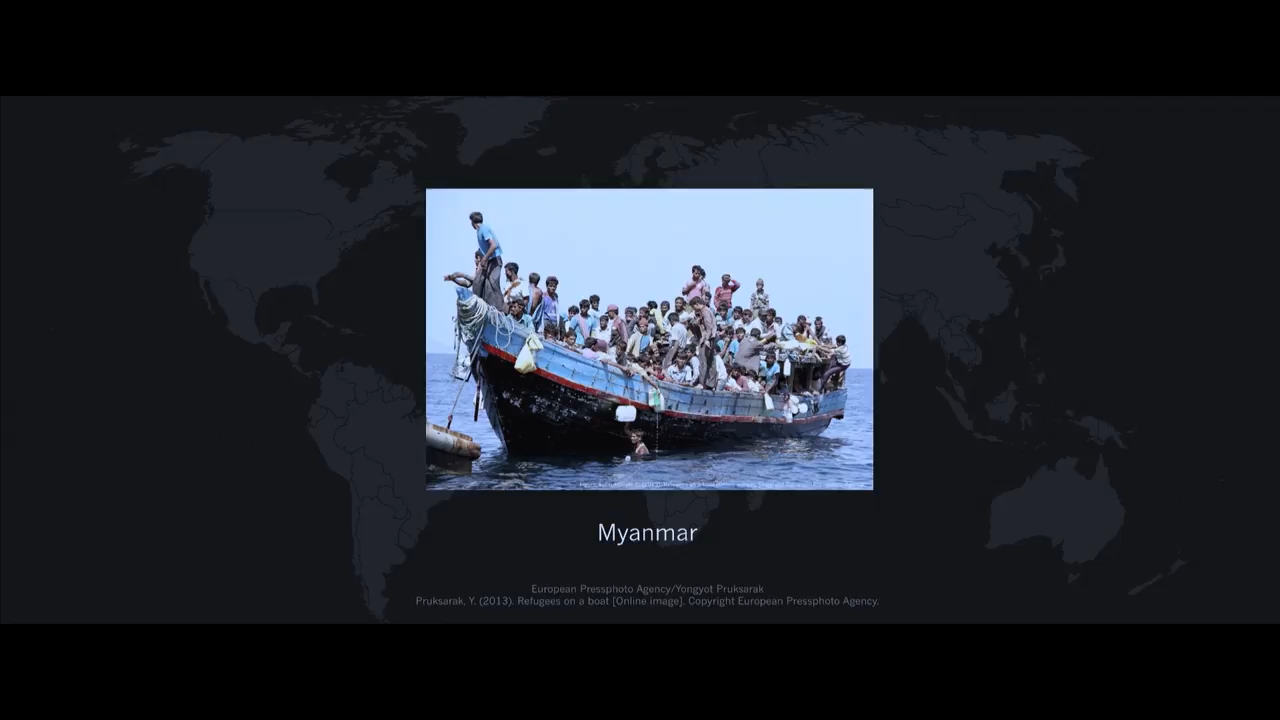 Myanmar
European Pressphoto Agency/Yongyot Pruksarak
Pruksarak, Y. (2013). Refugees on a boat [Online image]. Copyright European Pressphoto Agency.